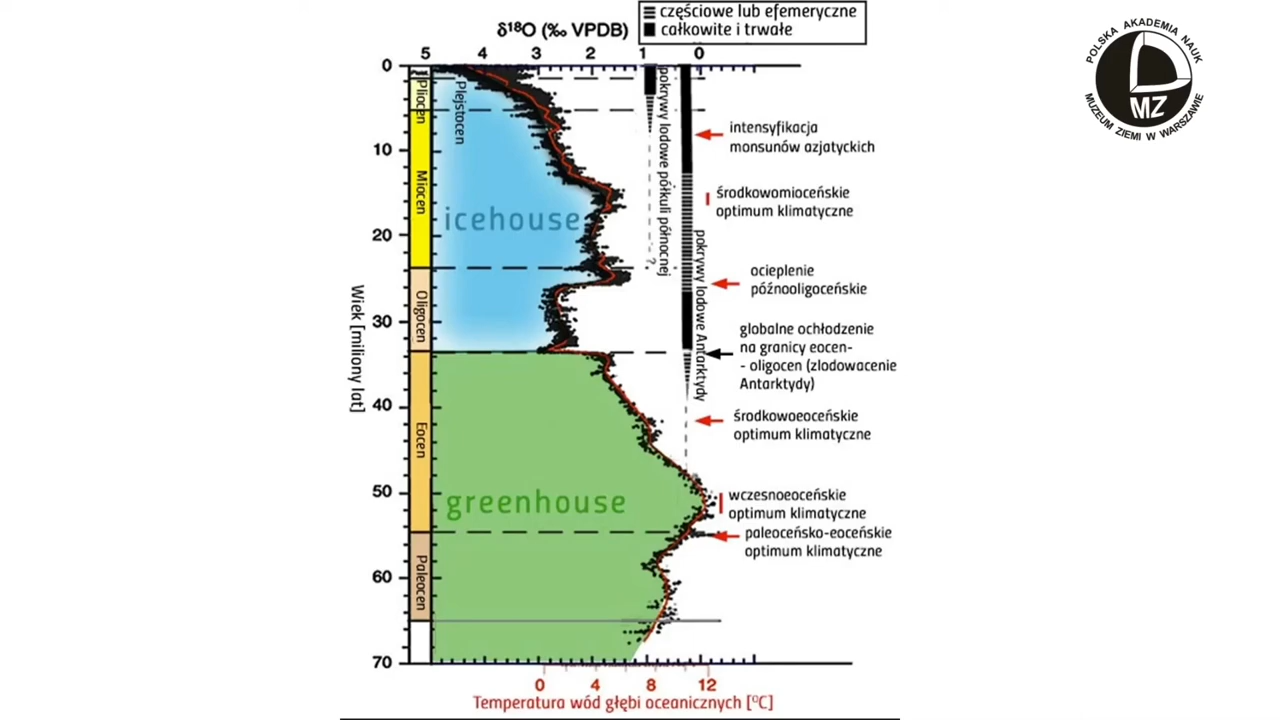 częściowe lub efemeryczne
całkowite i trwałe
δ¹⁸O (‰ VPDB)
5 4 3 2 1 0
POLSKA AKADEMIA NAUK
MZ
MUZEUM ZIEMI W WARSZAWIE
0
10
20
30
40
50
60
70
Wiek [miliony lat]
Pliocen
Plejstocen
Miocen
Oligocen
Eocen
Paleocen
icehouse
greenhouse
pokrywy lodowe półkuli północnej
?
pokrywy lodowe Antarktydy
intensyfikacja
monsunów azjatyckich
środkowomioceńskie
optimum klimatyczne
ocieplenie
późnooligoceńskie
globalne ochłodzenie
na granicy eocen-
- oligocen (zlodowacenie
Antarktydy)
środkowoeoceńskie
optimum klimatyczne
wczesnoeoceńskie
optimum klimatyczne
paleoceńsko-eoceńskie
optimum klimatyczne
0 4 8 12
Temperatura wód głębi oceanicznych [⁰C]